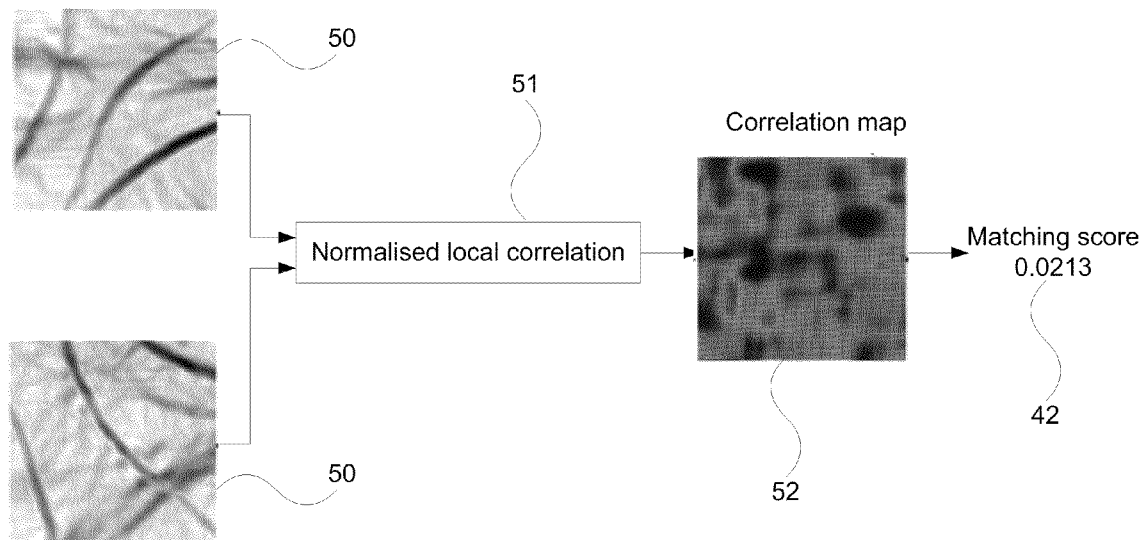 50
51
Correlation map
Normalised local correlation
Matching score
0.0213
42
50
52